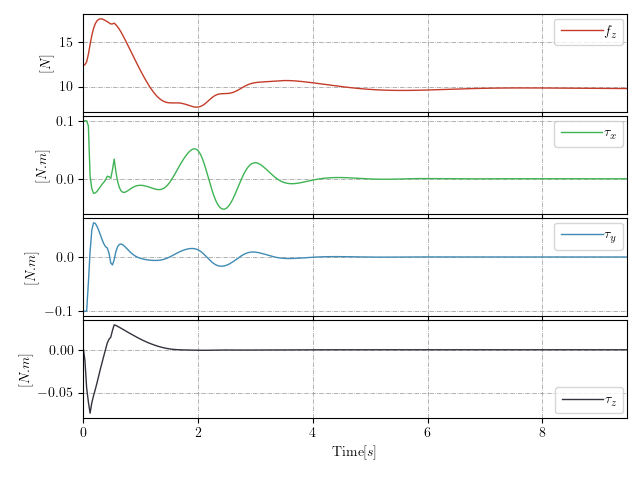 15
10
[N]
f_z
0.1
0.0
[N.m]
τ_x
0.0
−0.1
[N.m]
τ_y
0.00
−0.05
[N.m]
τ_z
0 2 4 6 8
Time[s]